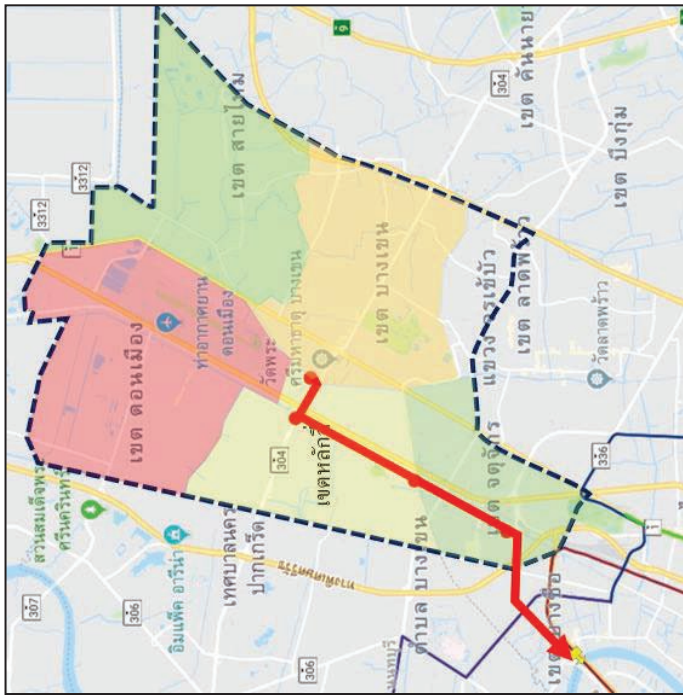 สวนสมเด็จพระ
ศรีนครินทร์
307
306
306
อิมแพ็ค อารีน่า
เทศบาลนคร
ปากเกร็ด
ตำบล บางเขน
นนทบุรี
เขต ดอนเมือง
ท่าอากาศยาน
ดอนเมือง
3312
3312
เขต สายไหม
วัดพระ
ศรีมหาธาตุ บางเขน
304
เขตหลักสี่
เขต บางเขน
เขต จตุจักร
แขวง จรเข้บัว
เขต ลาดพร้าว
วัดลาดพร้าว
336
9
304
เขต คันนาย
เขต บึงกุ่ม